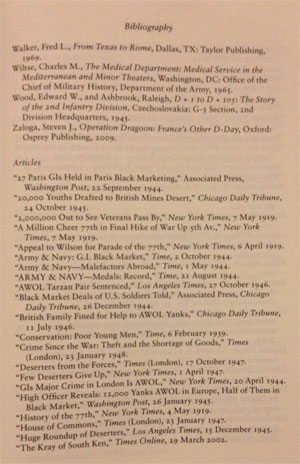 Bibliography
Walker, Fred L., From Texas to Rome, Dallas, TX: Taylor Publishing,
1969.
Wiltse, Charles M., The Medical Department: Medical Service in the
Mediterranean and Minor Theaters, Washington, DC: Office of the
Chief of Military History, Department of the Army, 1965.
Wood, Edward W., and Ashbrook, Raleigh, D + 1 to D + 105: The Story
of the 2nd Infantry Division, Czechoslovakia: G-3 Section, 2nd
Division Headquarters, 1945.
Zaloga, Steven J., Operation Dragoon: France's Other D-Day, Oxford:
Osprey Publishing, 2009.
Articles
"27 Paris GIs Held in Paris Black Marketing," Associated Press,
Washington Post, 22 September 1944.
"20,000 Youths Drafted to British Mines Desert," Chicago Daily Tribune,
24 October 1945.
"2,000,000 Out to See Veterans Pass By," New York Times, 7 May 1919.
"A Million Cheer 77th in Final Hike of War Up 5th Av.," New York
Times, 7 May 1919.
"Appeal to Wilson for Parade of the 77th," New York Times, 6 April 1919.
"Army & Navy: G.I. Black Market," Time, 2 October 1944.
"Army & Navy—Malefactors Abroad," Time, 1 May 1944.
"ARMY & NAVY—Medals: Record," Time, 21 August 1944.
"AWOL Tarzan Pair Sentenced," Los Angeles Times, 27 October 1946.
"Black Market Deals of U.S. Soldiers Told," Associated Press, Chicago
Daily Tribune, 26 December 1944.
"British Family Fined for Help to AWOL Yanks," Chicago Daily Tribune,
11 July 1946.
"Conservation: Poor Young Men," Time, 6 February 1939.
"Crime Since the War: Theft and the Shortage of Goods," Times
(London), 23 January 1948.
"Deserters from the Forces," Times (London), 17 October 1947.
"Few Deserters Give Up," New York Times, 1 April 1947.
"GIs Major Crime in London Is AWOL," New York Times, 20 April 1944.
"High Officer Reveals: 12,000 Yanks AWOL in Europe, Half of Them in
Black Market," Washington Post, 26 January 1945.
"History of the 77th," New York Times, 4 May 1919.
"House of Commons," Times (London), 23 January 1947.
"Huge Roundup of Deserters," Los Angeles Times, 15 December 1945.
"The Kray of South Ken," Times Online, 29 March 2002.